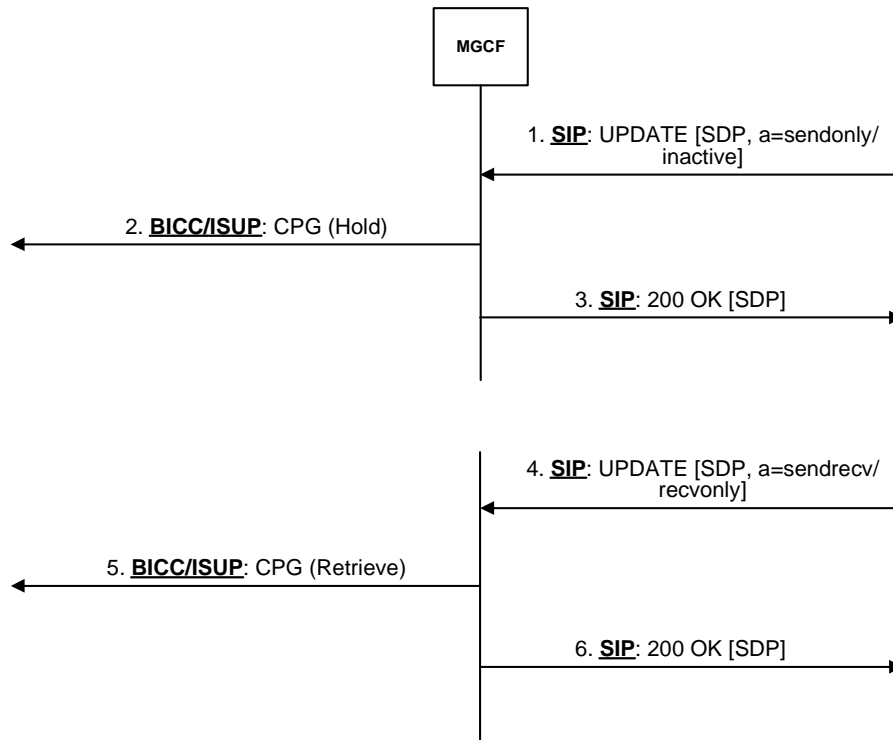 MGCF
1. SIP: UPDATE [SDP, a=sendonly/
inactive]
2. BICC/ISUP: CPG (Hold)
3. SIP: 200 OK [SDP]
4. SIP: UPDATE [SDP, a=sendrecv/
recvonly]
5. BICC/ISUP: CPG (Retrieve)
6. SIP: 200 OK [SDP]